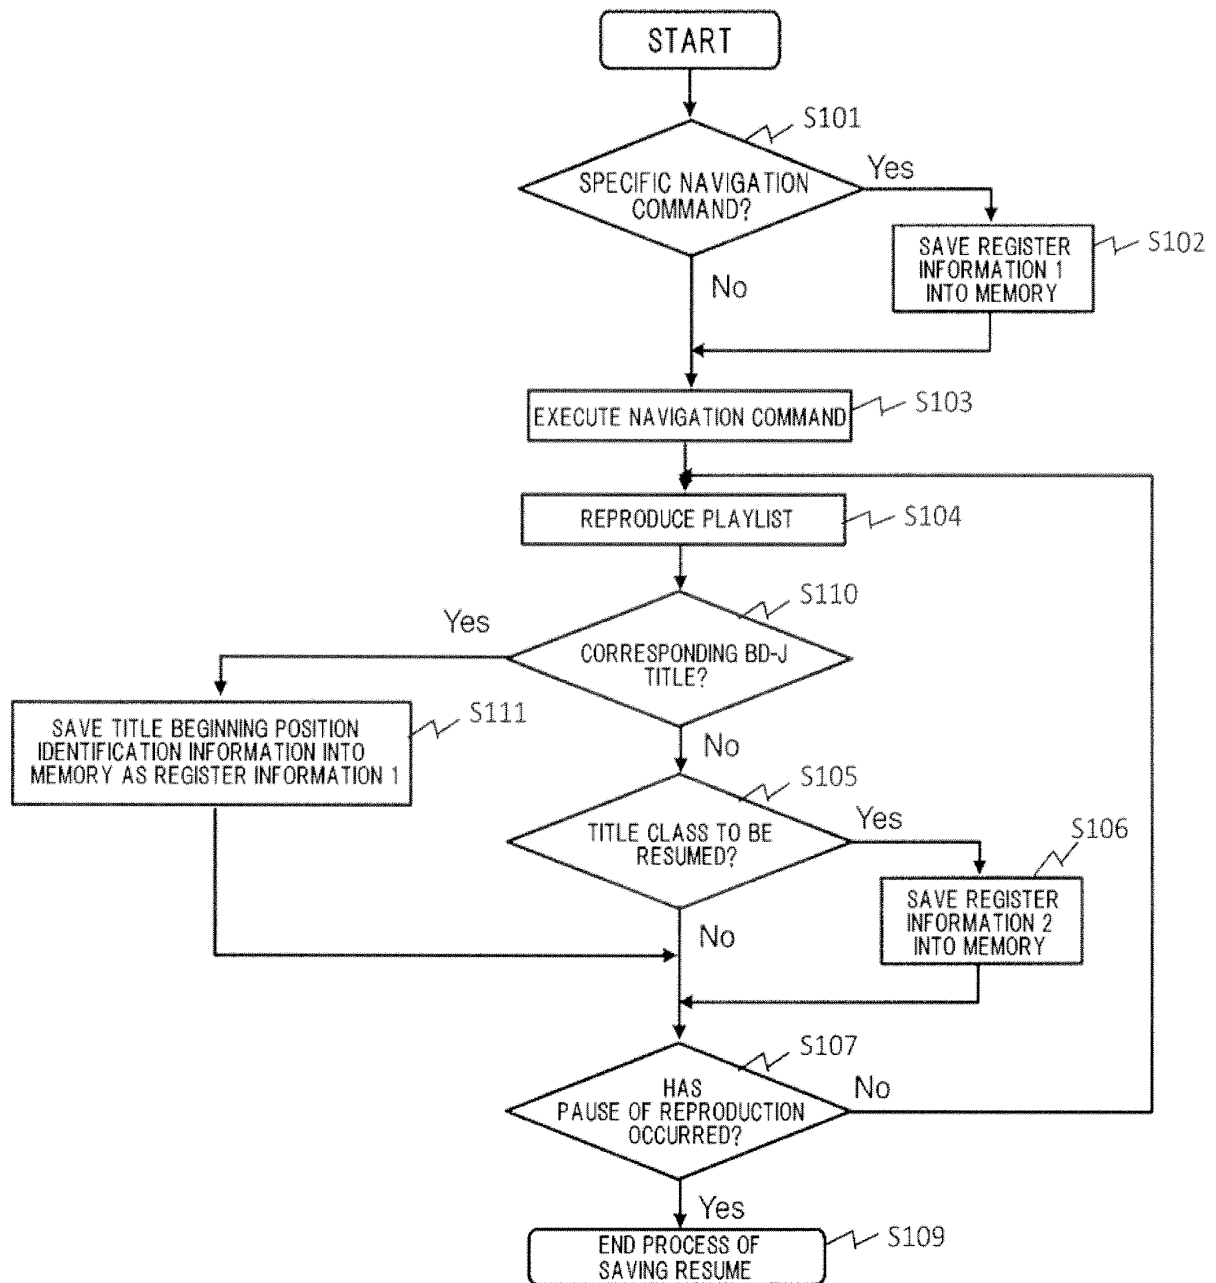 START
S101
SPECIFIC NAVIGATION
COMMAND?
Yes
No
SAVE REGISTER
INFORMATION 1
INTO MEMORY
S102
EXECUTE NAVIGATION COMMAND
S103
REPRODUCE PLAYLIST
S104
S110
CORRESPONDING BD-J
TITLE?
Yes
No
SAVE TITLE BEGINNING POSITION
IDENTIFICATION INFORMATION INTO
MEMORY AS REGISTER INFORMATION 1
S111
S105
TITLE CLASS TO BE
RESUMED?
Yes
No
S106
SAVE REGISTER
INFORMATION 2
INTO MEMORY
S107
HAS
PAUSE OF REPRODUCTION
OCCURRED?
No
Yes
END PROCESS OF
SAVING RESUME
S109